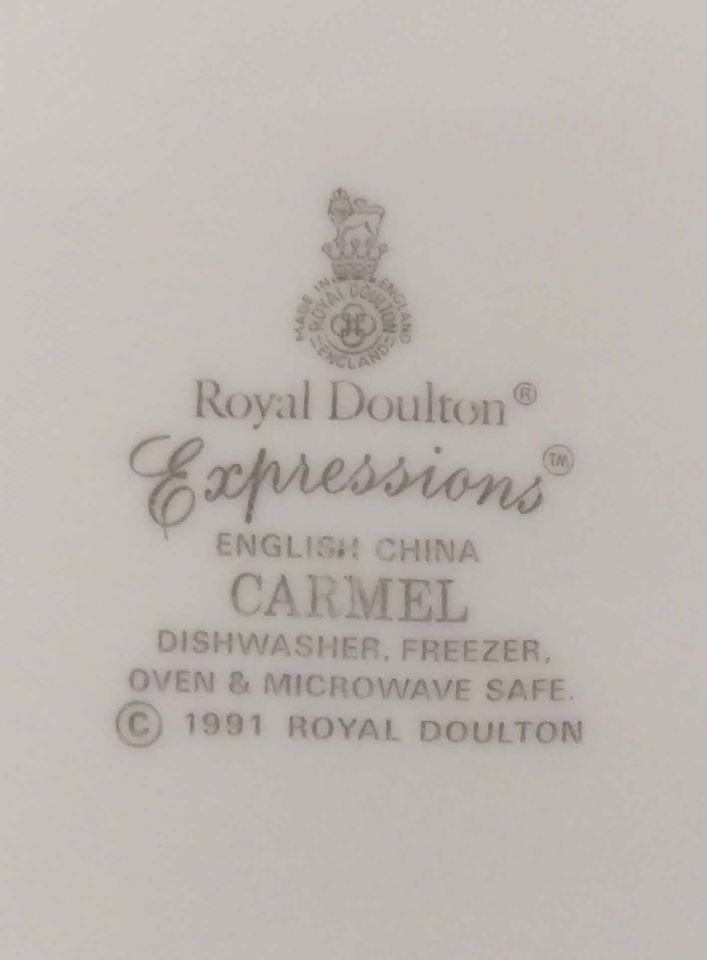 MADE IN ENGLAND
ROYAL DOULTON
ENGLAND
Royal Doulton®
Expressions™
ENGLISH CHINA
CARMEL
DISHWASHER, FREEZER,
OVEN & MICROWAVE SAFE.
© 1991 ROYAL DOULTON